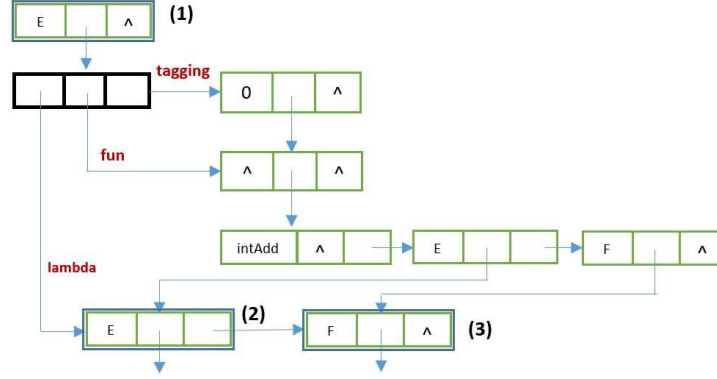 E ^ (1)
tagging
0 ^
fun
^ ^
intAdd ^ E F ^
lambda
E (2) F ^ (3)